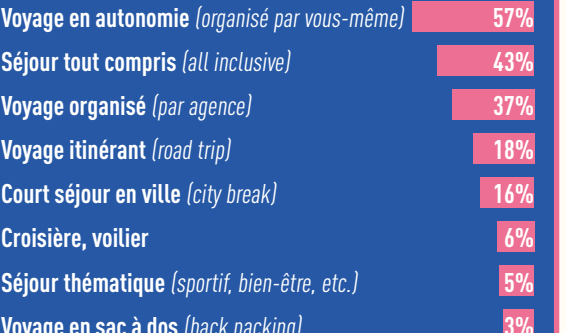 Voyage en autonomie (organisé par vous-même) 57%
Séjour tout compris (all inclusive) 43%
Voyage organisé (par agence) 37%
Voyage itinérant (road trip) 18%
Court séjour en ville (city break) 16%
Croisière, voilier 6%
Séjour thématique (sportif, bien-être, etc.) 5%
Voyage en sac à dos (back packing) 3%